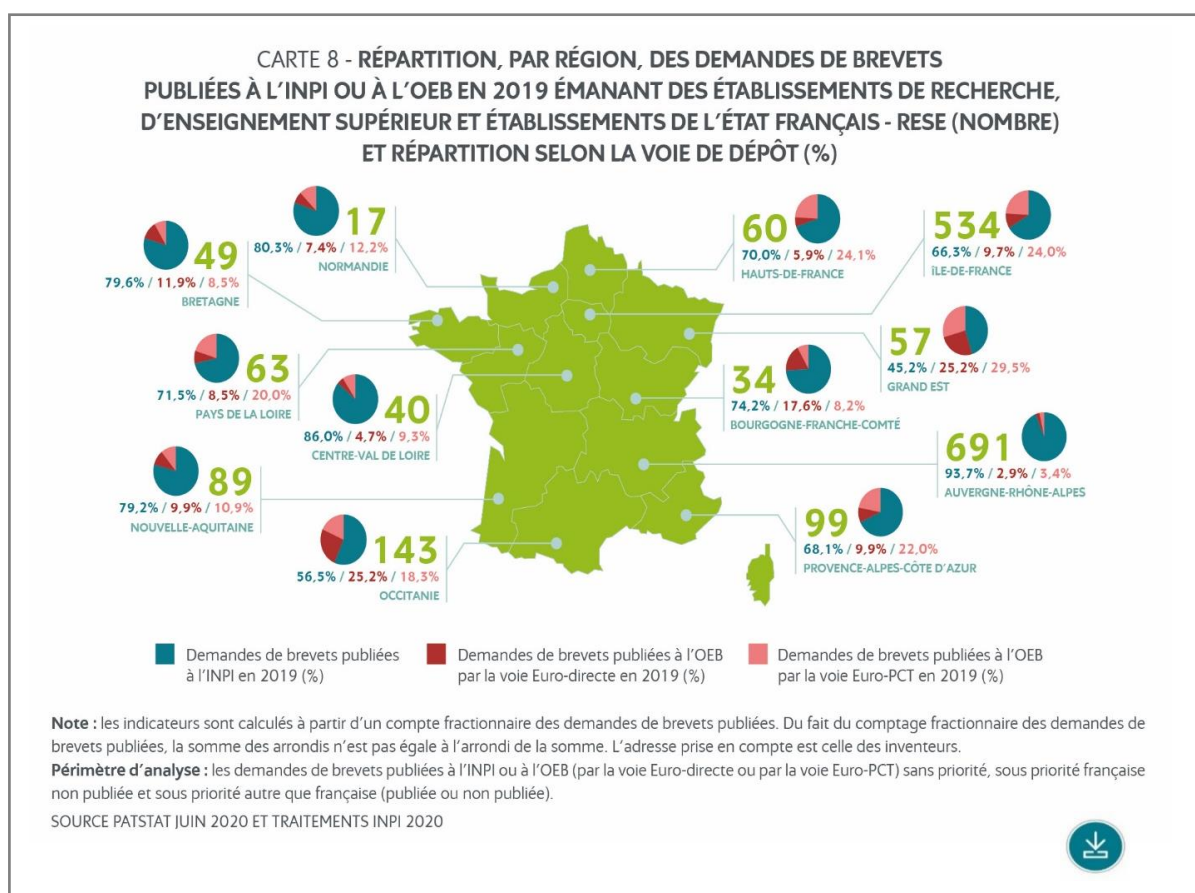 CARTE 8 - RÉPARTITION, PAR RÉGION, DES DEMANDES DE BREVETS
PUBLIÉES À L'INPI OU À L'OEB EN 2019 ÉMANANT DES ÉTABLISSEMENTS DE RECHERCHE,
D'ENSEIGNEMENT SUPÉRIEUR ET ÉTABLISSEMENTS DE L'ÉTAT FRANÇAIS - RESE (NOMBRE)
ET RÉPARTITION SELON LA VOIE DE DÉPÔT (%)
17
80,3% / 7,4% / 12,2%
NORMANDIE
60
70,0% / 5,9% / 24,1%
HAUTS-DE-FRANCE
534
66,3% / 9,7% / 24,0%
ÎLE-DE-FRANCE
49
79,6% / 11,9% / 8,5%
BRETAGNE
57
45,2% / 25,2% / 29,5%
GRAND EST
63
71,5% / 8,5% / 20,0%
PAYS DE LA LOIRE
34
74,2% / 17,6% / 8,2%
BOURGOGNE-FRANCHE-COMTÉ
40
86,0% / 4,7% / 9,3%
CENTRE-VAL DE LOIRE
691
93,7% / 2,9% / 3,4%
AUVERGNE-RHÔNE-ALPES
89
79,2% / 9,9% / 10,9%
NOUVELLE-AQUITAINE
99
68,1% / 9,9% / 22,0%
PROVENCE-ALPES-CÔTE D'AZUR
143
56,5% / 25,2% / 18,3%
OCCITANIE
Demandes de brevets publiées
à l'INPI en 2019 (%)
Demandes de brevets publiées à l'OEB
par la voie Euro-directe en 2019 (%)
Demandes de brevets publiées à l'OEB
par la voie Euro-PCT en 2019 (%)
Note : les indicateurs sont calculés à partir d'un compte fractionnaire des demandes de brevets publiées. Du fait du comptage fractionnaire des demandes de
brevets publiées, la somme des arrondis n'est pas égale à l'arrondi de la somme. L'adresse prise en compte est celle des inventeurs.
Périmètre d'analyse : les demandes de brevets publiées à l'INPI ou à l'OEB (par la voie Euro-directe ou par la voie Euro-PCT) sans priorité, sous priorité française
non publiée et sous priorité autre que française (publiée ou non publiée).
SOURCE PATSTAT JUIN 2020 ET TRAITEMENTS INPI 2020